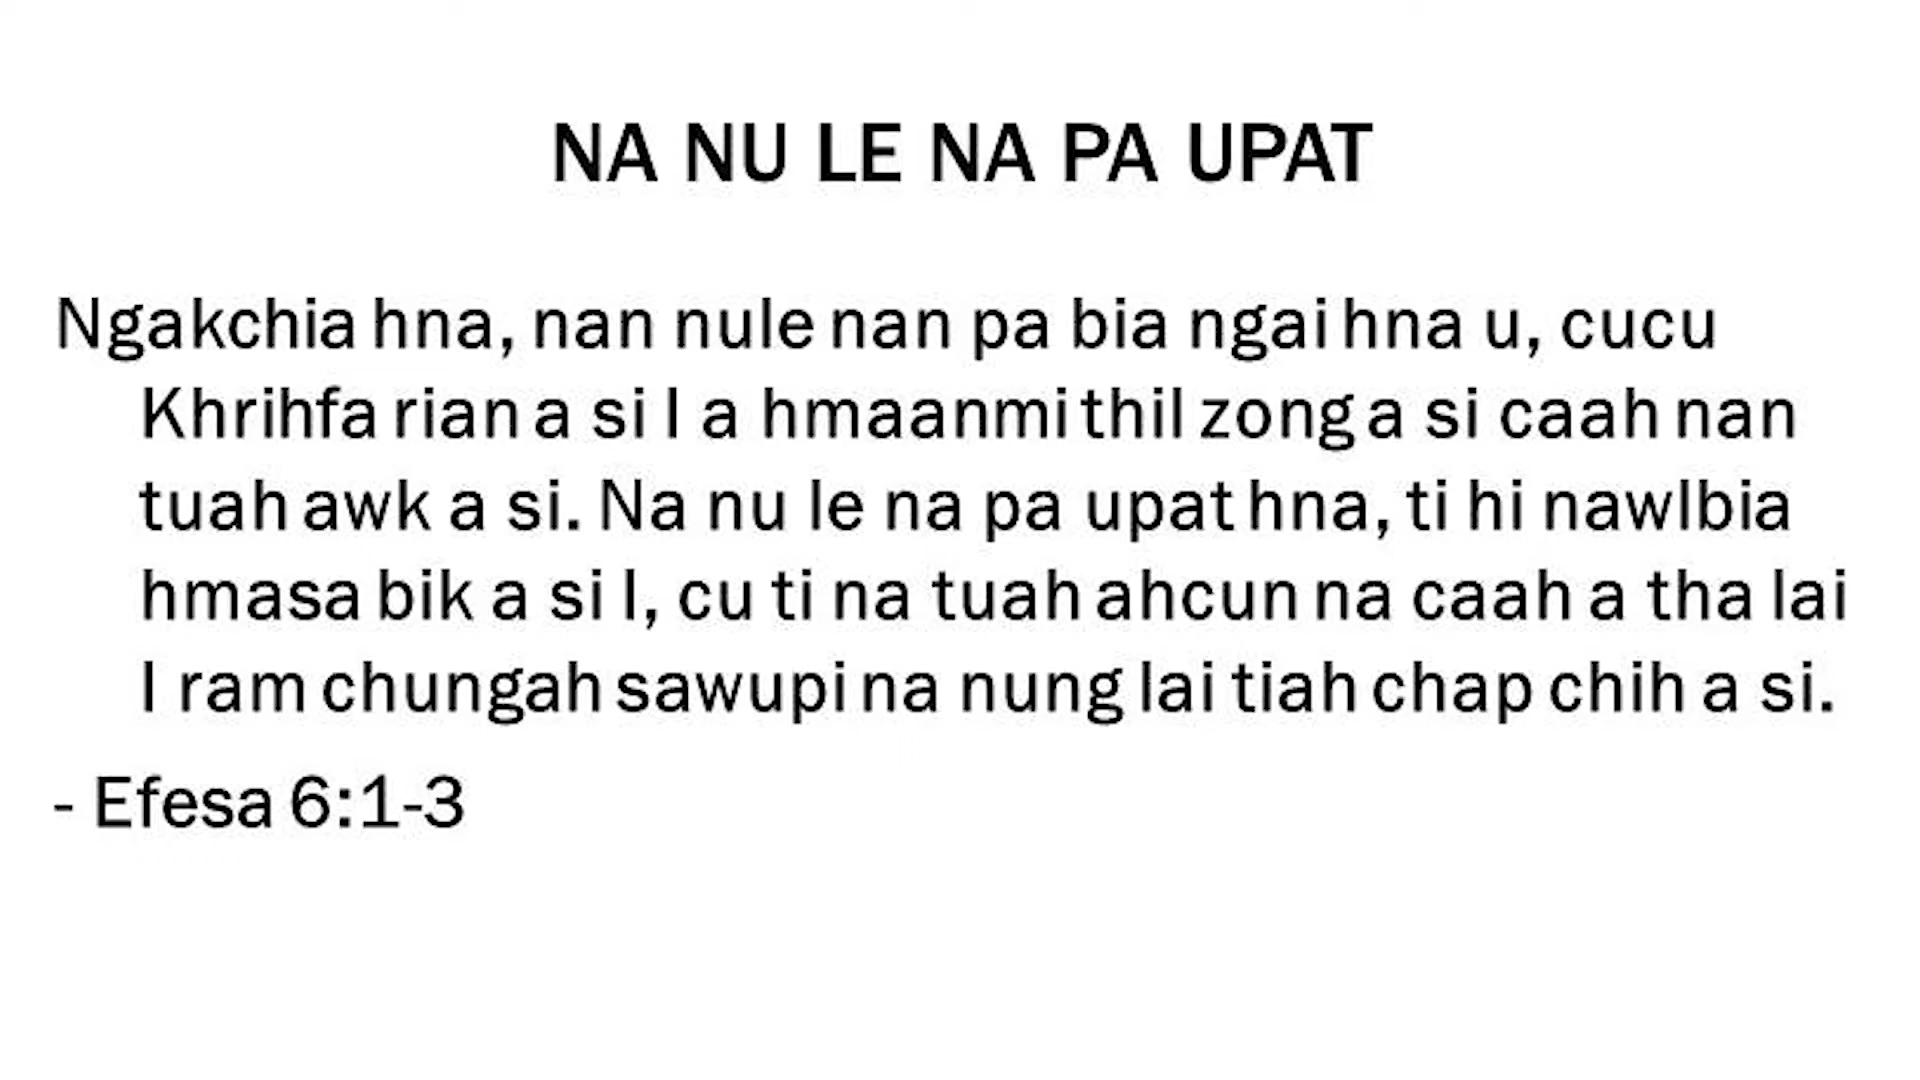 NA NU LE NA PA UPAT
Ngakchia hna, nan nu le nan pa bia ngai hna u, cucu
Khrihfa rian a si I a hmaanmi thil zong a si caah nan
tuah awk a si. Na nu le na pa upat hna, ti hi nawlbia
hmasa bik a si I, cu ti na tuah ahcun na caah a tha lai
I ram chungah sawupi na nung lai tiah chap chih a si.
- Efesa 6:1-3